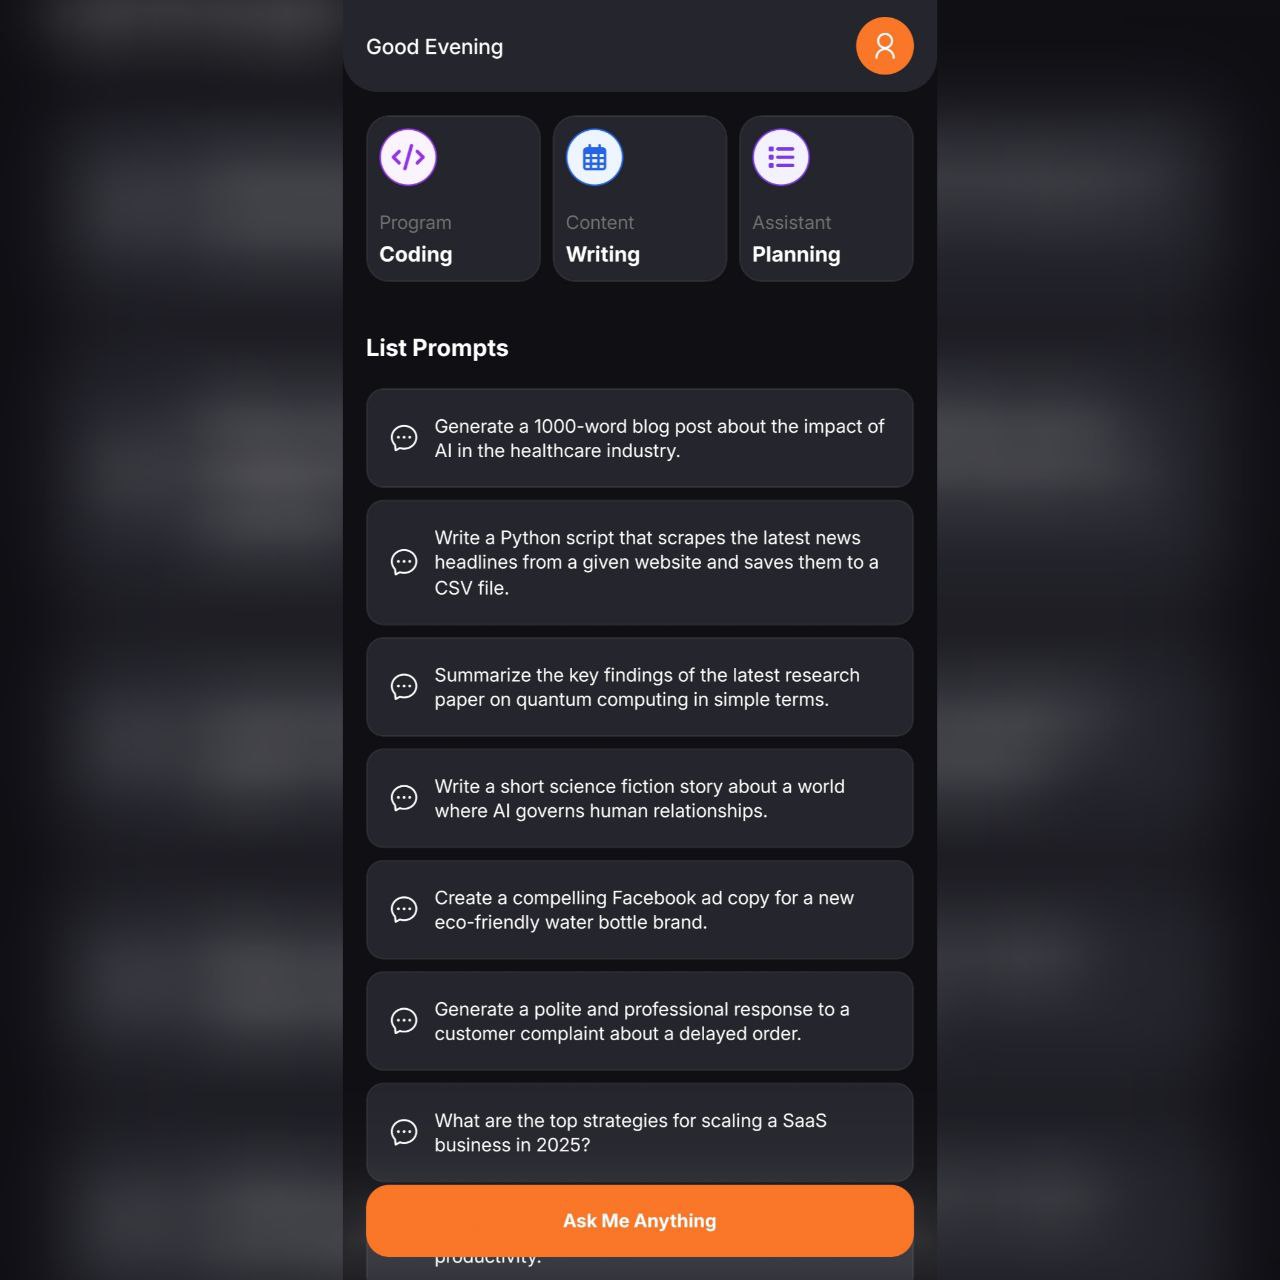 Good Evening
Program
Coding
Content
Writing
Assistant
Planning
List Prompts
Generate a 1000-word blog post about the impact of
AI in the healthcare industry.
Write a Python script that scrapes the latest news
headlines from a given website and saves them to a
CSV file.
Summarize the key findings of the latest research
paper on quantum computing in simple terms.
Write a short science fiction story about a world
where AI governs human relationships.
Create a compelling Facebook ad copy for a new
eco-friendly water bottle brand.
Generate a polite and professional response to a
customer complaint about a delayed order.
What are the top strategies for scaling a SaaS
business in 2025?
Ask Me Anything
productivity.